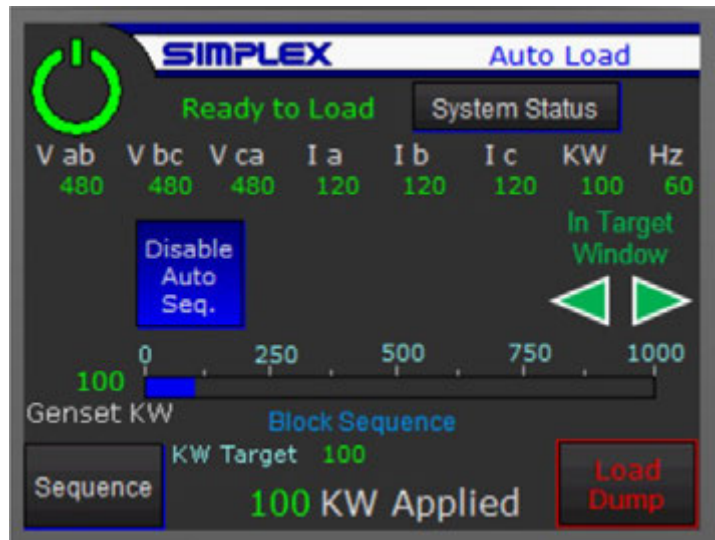 SIMPLEX Auto Load
Ready to Load System Status
V ab V bc V ca I a I b I c KW Hz
480 480 480 120 120 120 100 60
In Target
Window
Disable
Auto
Seq.
0 250 500 750 1000
100
Genset KW
Block Sequence
KW Target 100
Sequence
100 KW Applied
Load
Dump